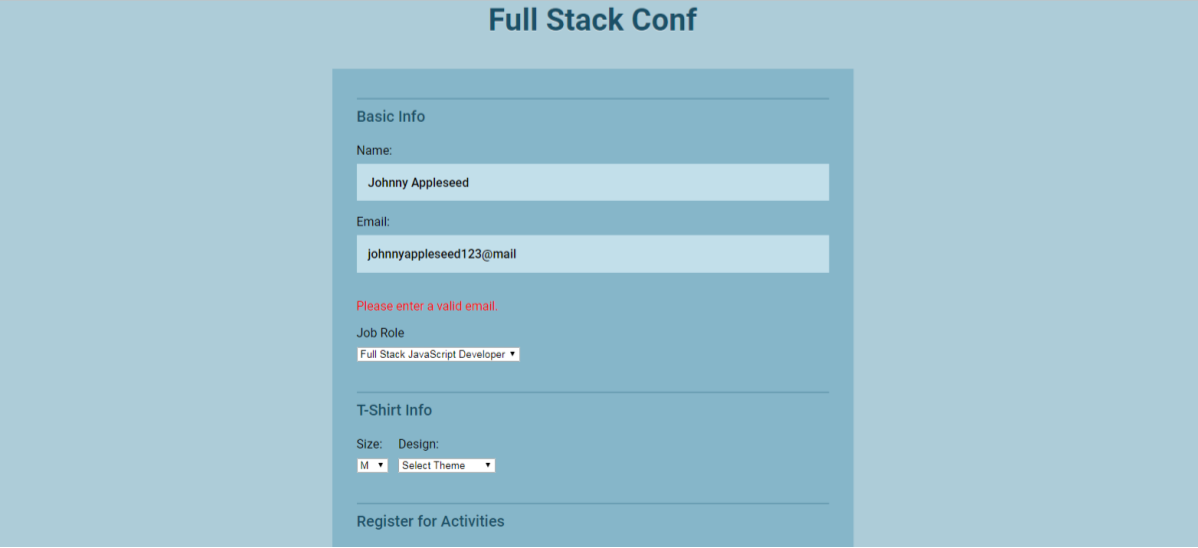 Full Stack Conf
Basic Info
Name:
Johnny Appleseed
Email:
johnnyappleseed123@mail
Please enter a valid email.
Job Role
Full Stack JavaScript Developer
T-Shirt Info
Size: Design:
M Select Theme
Register for Activities